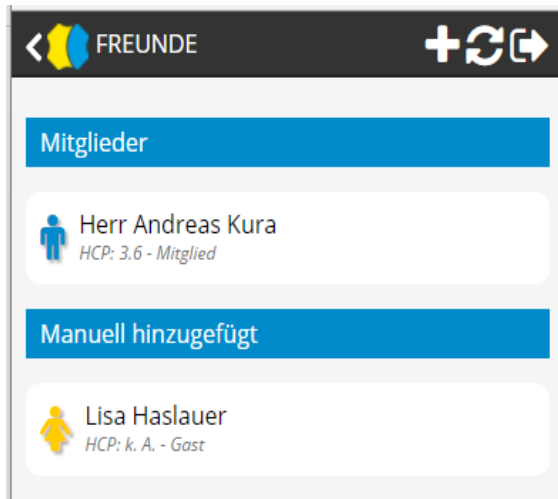 FREUNDE
Mitglieder
Herr Andreas Kura
HCP: 3.6 - Mitglied
Manuell hinzugefügt
Lisa Haslauer
HCP: k. A. - Gast